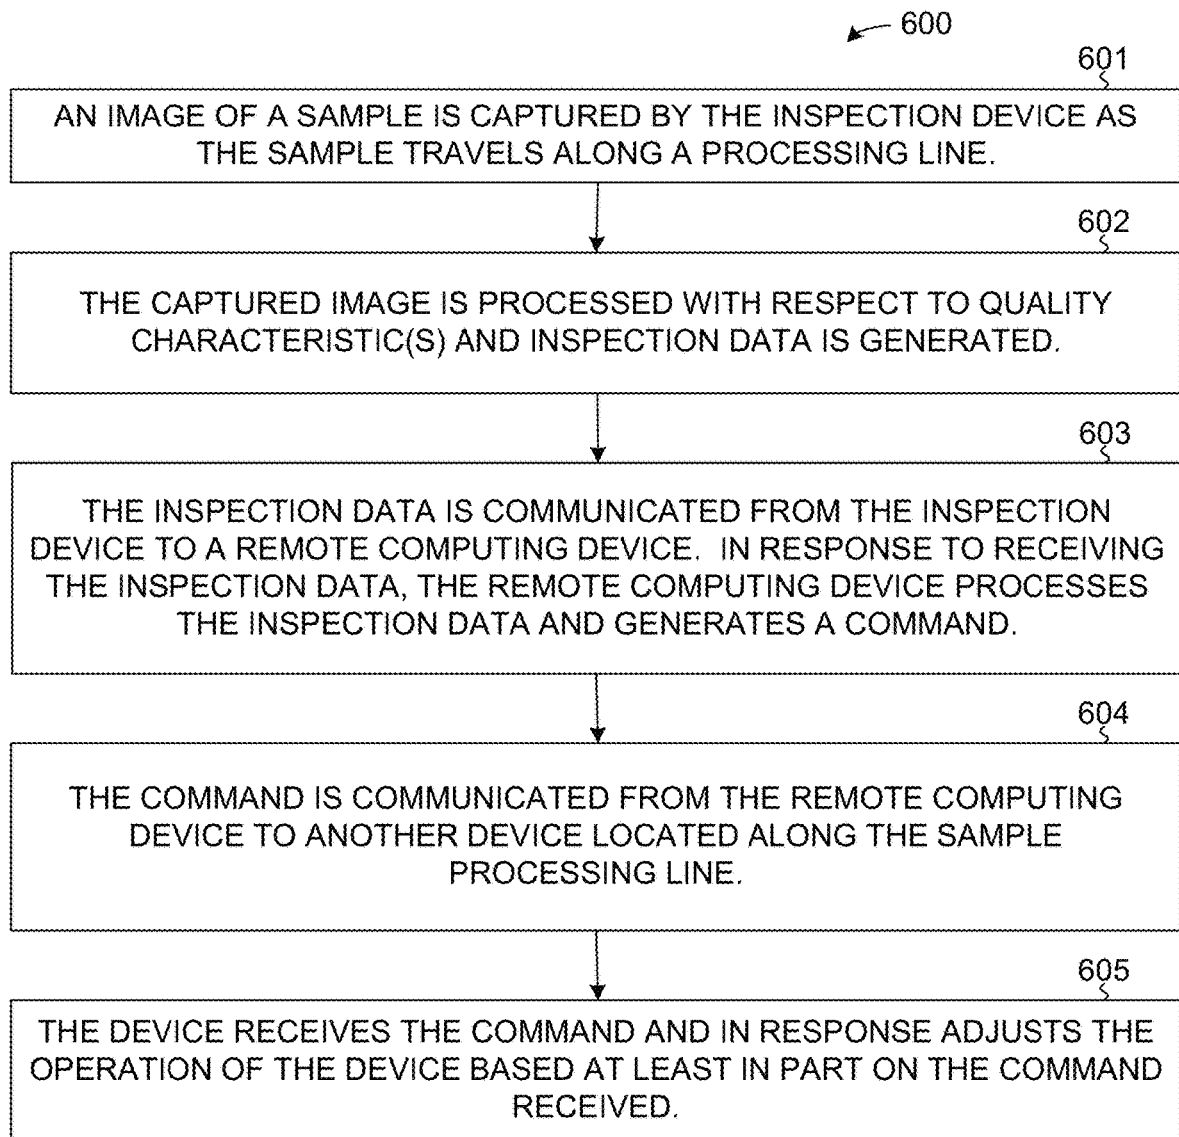 600
601
AN IMAGE OF A SAMPLE IS CAPTURED BY THE INSPECTION DEVICE AS
THE SAMPLE TRAVELS ALONG A PROCESSING LINE.
602
THE CAPTURED IMAGE IS PROCESSED WITH RESPECT TO QUALITY
CHARACTERISTIC(S) AND INSPECTION DATA IS GENERATED.
603
THE INSPECTION DATA IS COMMUNICATED FROM THE INSPECTION
DEVICE TO A REMOTE COMPUTING DEVICE.  IN RESPONSE TO RECEIVING
THE INSPECTION DATA, THE REMOTE COMPUTING DEVICE PROCESSES
THE INSPECTION DATA AND GENERATES A COMMAND.
604
THE COMMAND IS COMMUNICATED FROM THE REMOTE COMPUTING
DEVICE TO ANOTHER DEVICE LOCATED ALONG THE SAMPLE
PROCESSING LINE.
605
THE DEVICE RECEIVES THE COMMAND AND IN RESPONSE ADJUSTS THE
OPERATION OF THE DEVICE BASED AT LEAST IN PART ON THE COMMAND
RECEIVED.